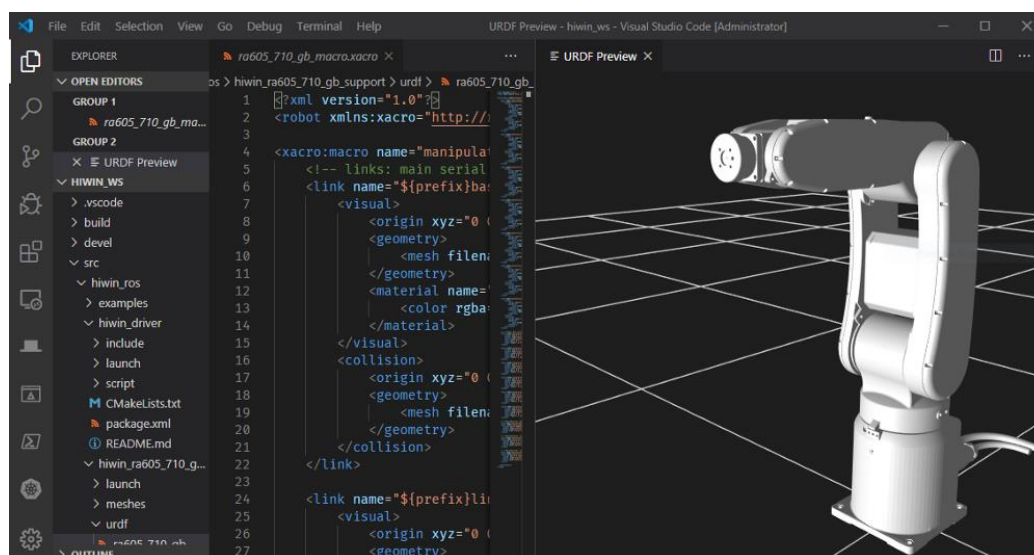 File Edit Selection View Go Debug Terminal Help
URDF Preview - hiwin_ws - Visual Studio Code [Administrator]
EXPLORER
OPEN EDITORS
GROUP 1
ra605_710_gb_ma...
GROUP 2
URDF Preview
HIWIN_WS
.vscode
build
devel
src
hiwin_ros
examples
hiwin_driver
include
launch
script
CMakeLists.txt
package.xml
README.md
hiwin_ra605_710_g...
launch
meshes
urdf
ra605_710_gb
OUTLINE
ra605_710_gb_macro.xacro
os > hiwin_ra605_710_gb_support > urdf > ra605_710_gb_
1 <?xml version="1.0"?>
2 <robot xmlns:xacro="http://
3
4 <xacro:macro name="manipulat
5 <!-- links: main serial
6 <link name="${prefix}bas
7 <visual>
8 <origin xyz="0
9 <geometry>
10 <mesh filena
11 </geometry>
12 <material name="
13 <color rgba=
14 </material>
15 </visual>
16 <collision>
17 <origin xyz="0
18 <geometry>
19 <mesh filena
20 </geometry>
21 </collision>
22 </link>
23
24 <link name="${prefix}lin
25 <visual>
26 <origin xyz="0
27 <geometry>
URDF Preview